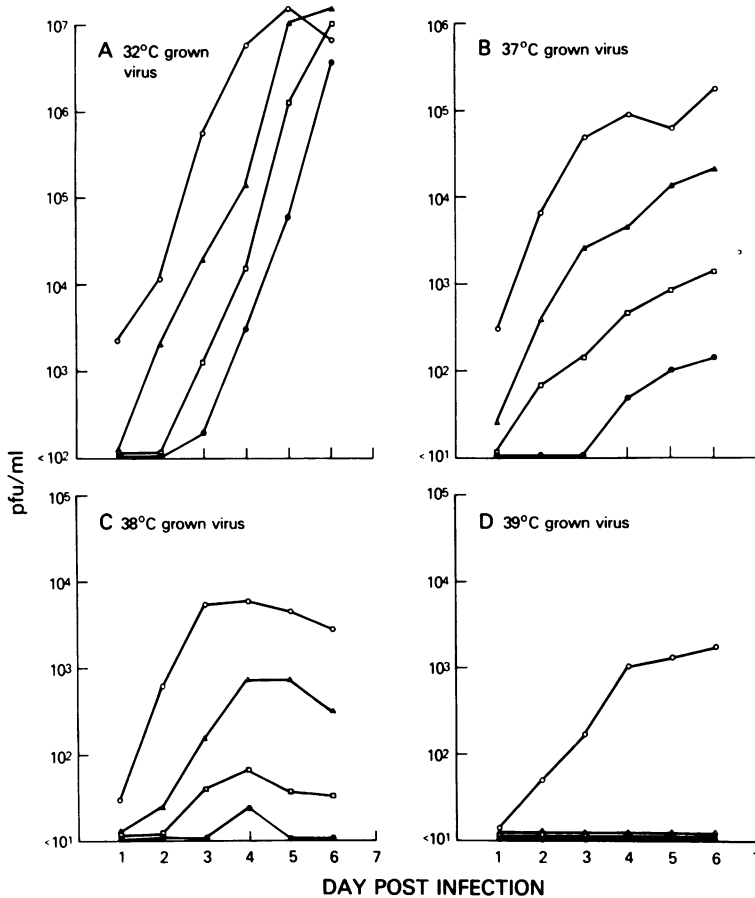 A 32°C grown
virus
10⁷
10⁶
10⁵
10⁴
10³
<10²
B 37°C grown virus
10⁶
10⁵
10⁴
10³
10²
<10¹
pfu/ml
C 38°C grown virus
10⁵
10⁴
10³
10²
<10¹
1 2 3 4 5 6 7
D 39°C grown virus
10⁵
10⁴
10³
10²
<10¹
1 2 3 4 5 6 7
DAY POST INFECTION